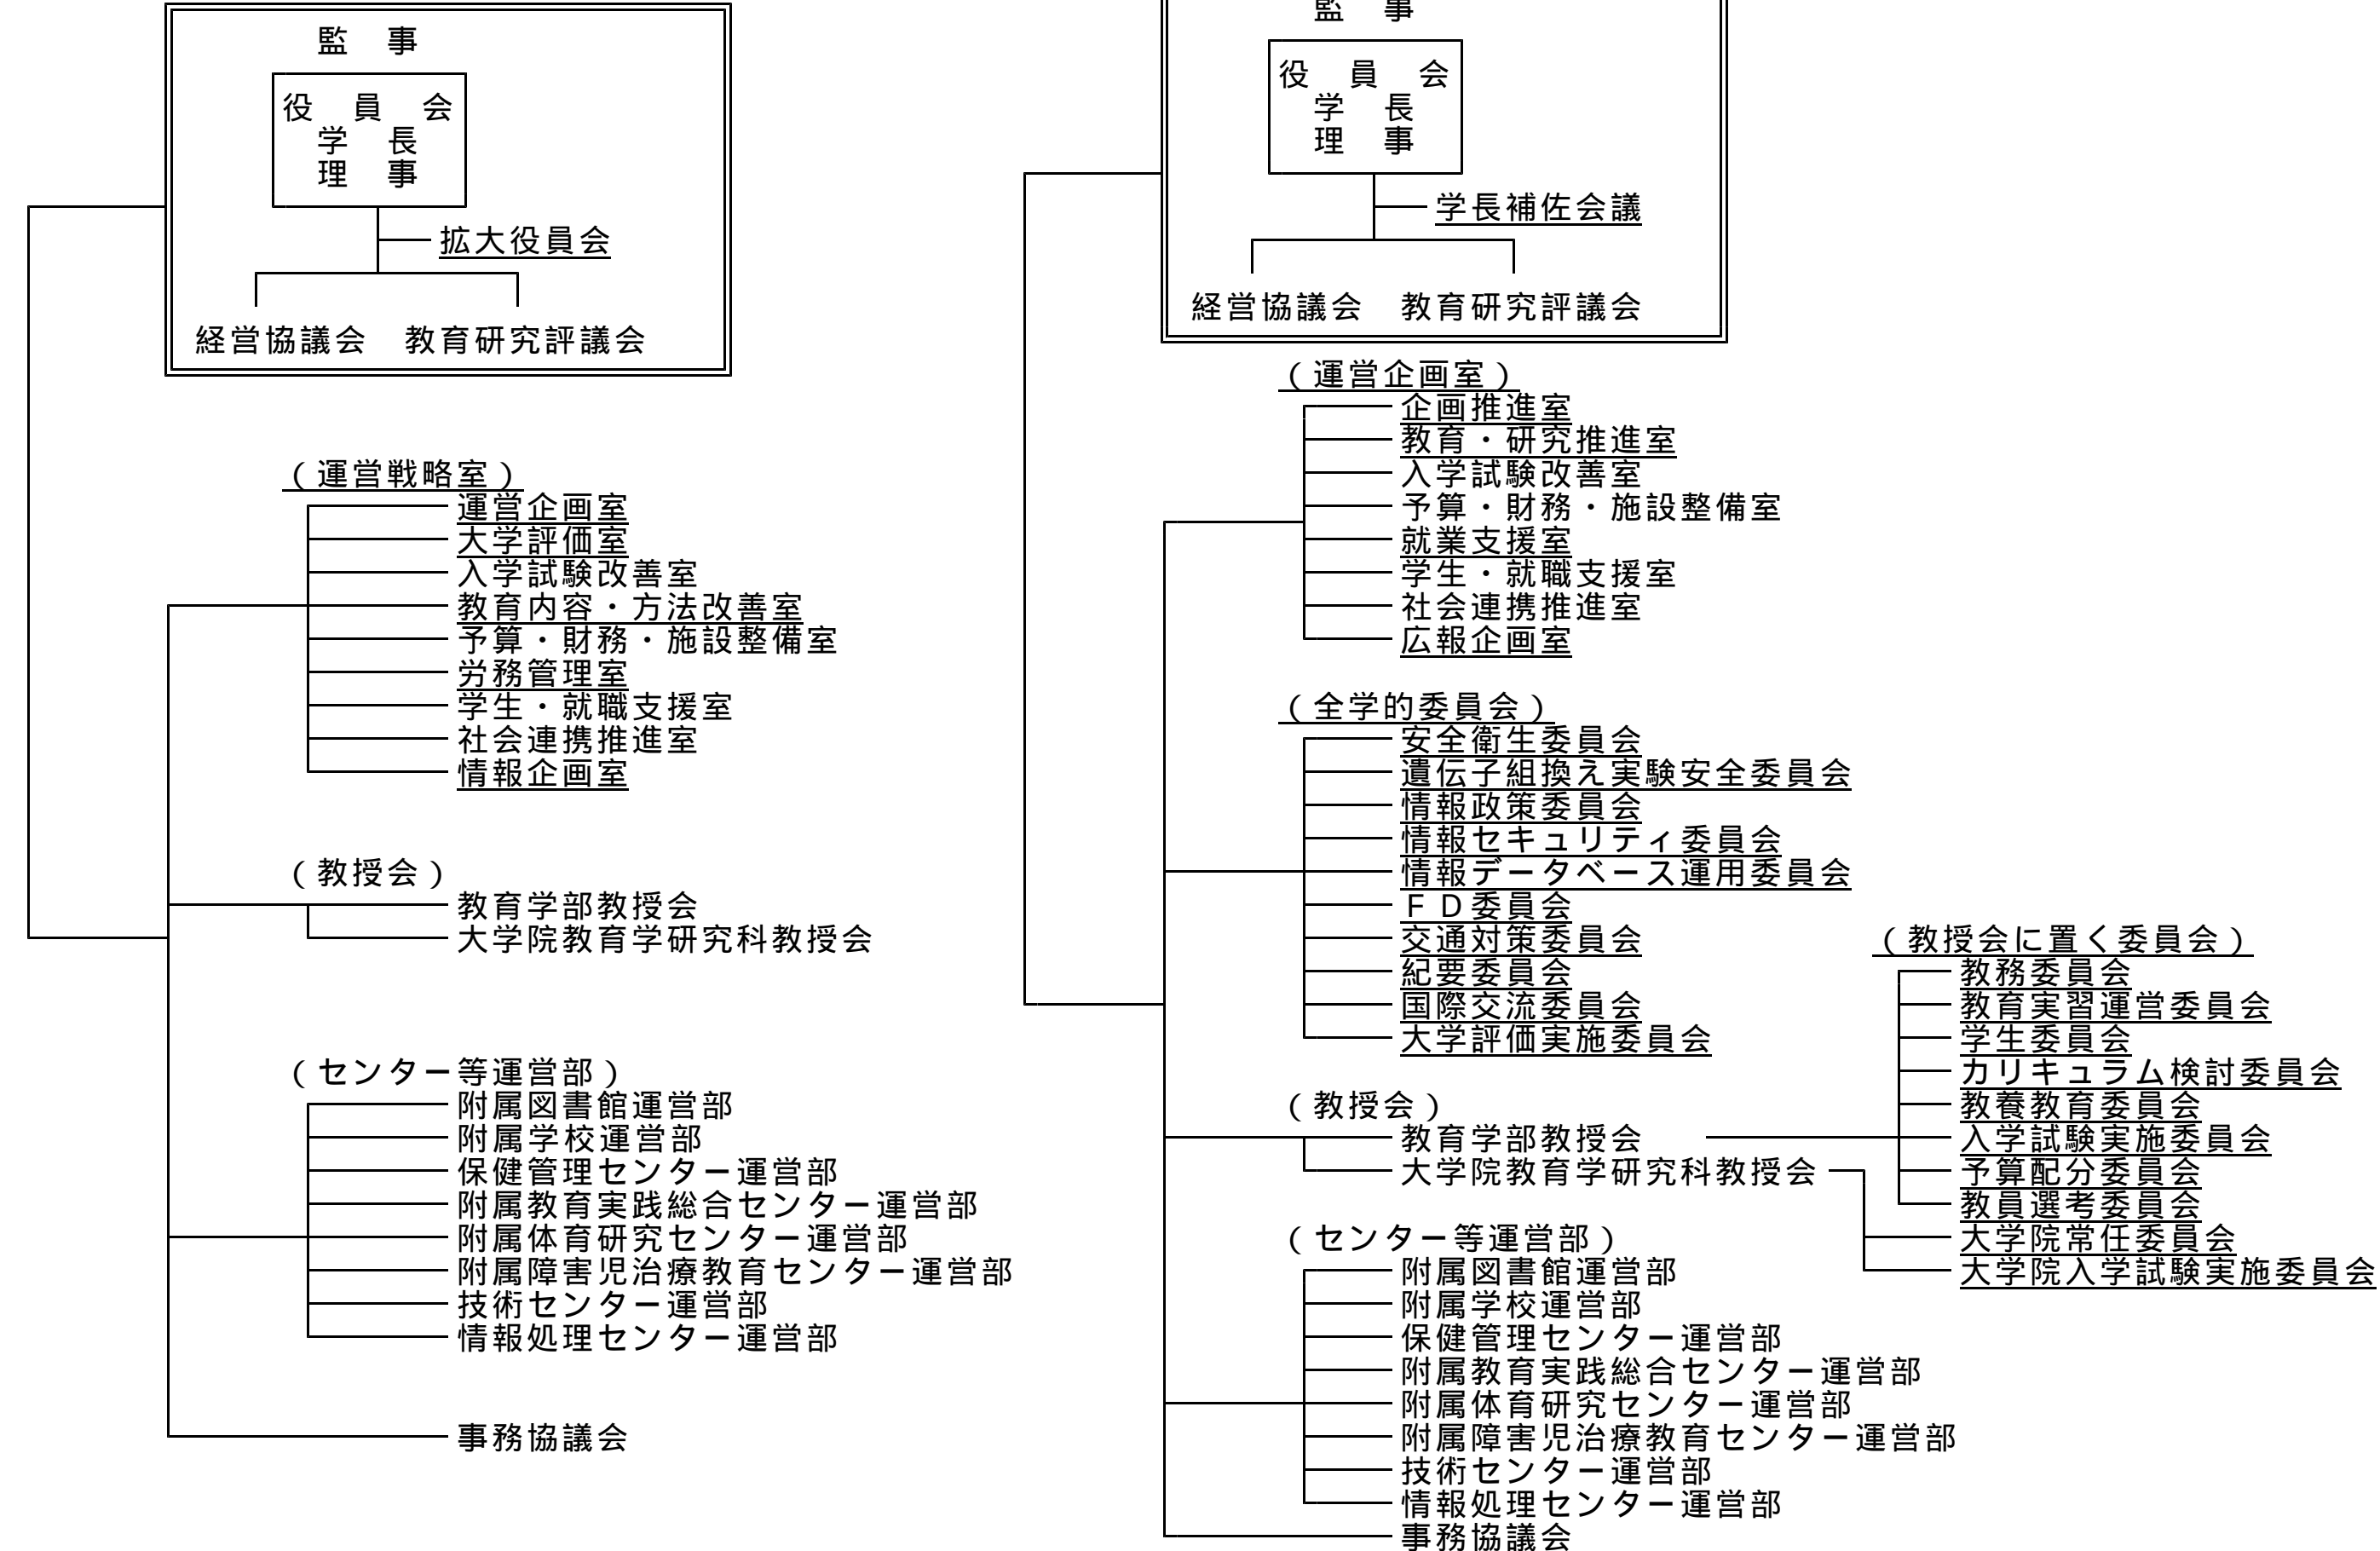 監　事
役　員　会
学　長
理　事
拡大役員会
経営協議会　教育研究評議会
（運営戦略室）
運営企画室
大学評価室
入学試験改善室
教育内容・方法改善室
予算・財務・施設整備室
労務管理室
学生・就職支援室
社会連携推進室
情報企画室
（教授会）
教育学部教授会
大学院教育学研究科教授会
（センター等運営部）
附属図書館運営部
附属学校運営部
保健管理センター運営部
附属教育実践総合センター運営部
附属体育研究センター運営部
附属障害児治療教育センター運営部
技術センター運営部
情報処理センター運営部
事務協議会
監　事
役　員　会
学　長
理　事
学長補佐会議
経営協議会　教育研究評議会
（運営企画室）
企画推進室
教育・研究推進室
入学試験改善室
予算・財務・施設整備室
就業支援室
学生・就職支援室
社会連携推進室
広報企画室
（全学的委員会）
安全衛生委員会
遺伝子組換え実験安全委員会
情報政策委員会
情報セキュリティ委員会
情報データベース運用委員会
ＦＤ委員会
交通対策委員会
紀要委員会
国際交流委員会
大学評価実施委員会
（教授会）
教育学部教授会
大学院教育学研究科教授会
（教授会に置く委員会）
教務委員会
教育実習運営委員会
学生委員会
カリキュラム検討委員会
教養教育委員会
入学試験実施委員会
予算配分委員会
教員選考委員会
大学院常任委員会
大学院入学試験実施委員会
（センター等運営部）
附属図書館運営部
附属学校運営部
保健管理センター運営部
附属教育実践総合センター運営部
附属体育研究センター運営部
附属障害児治療教育センター運営部
技術センター運営部
情報処理センター運営部
事務協議会